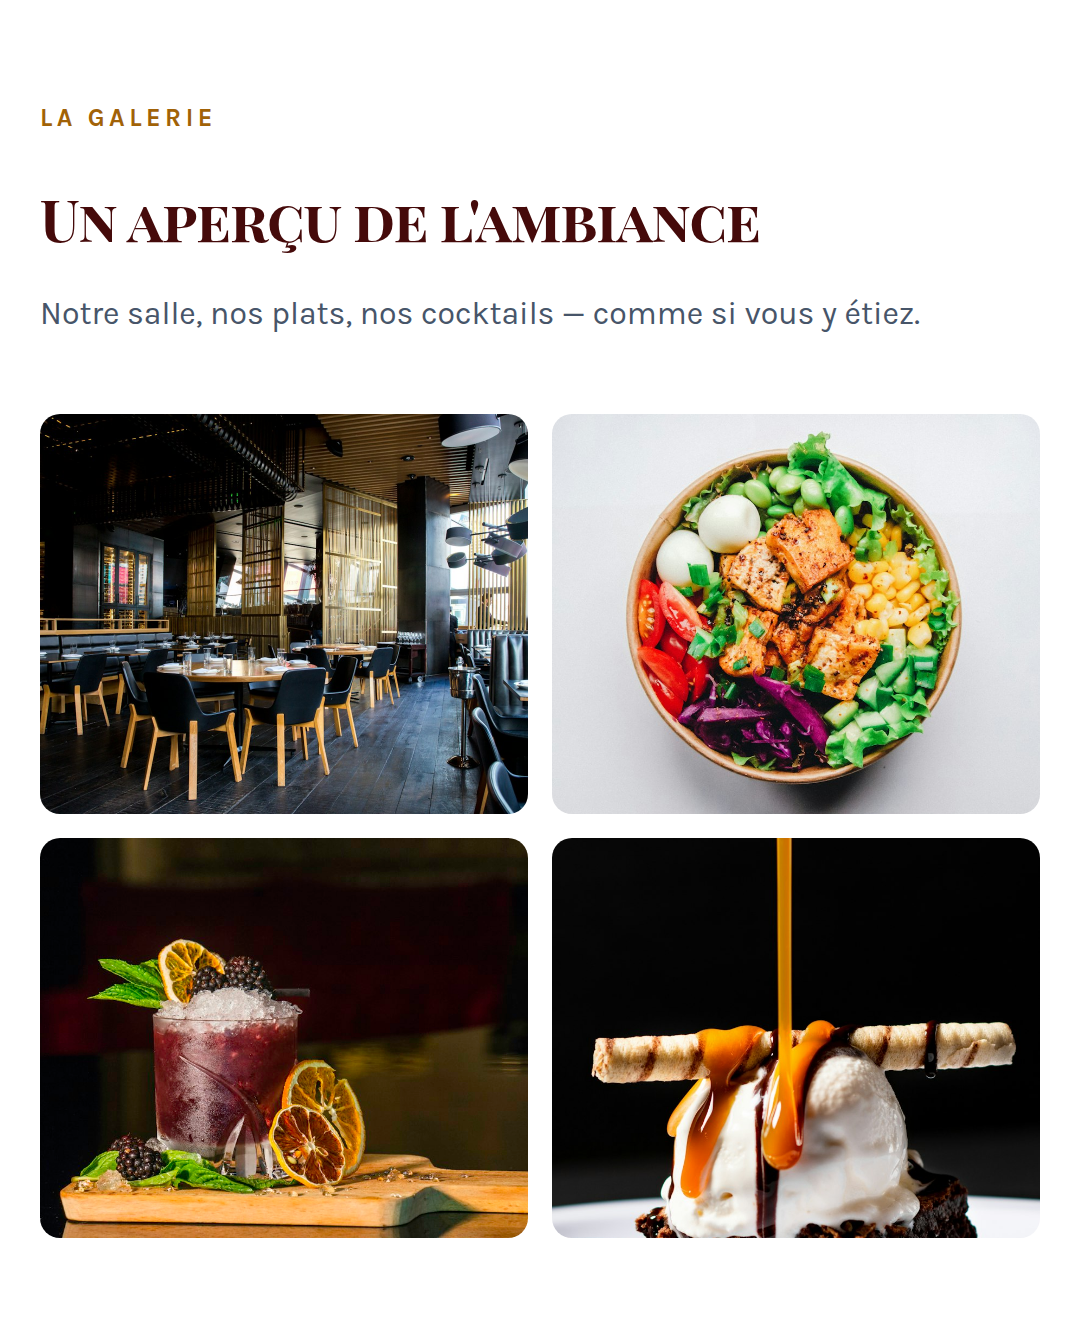 LA GALERIE
Un aperçu de l'ambiance
Notre salle, nos plats, nos cocktails — comme si vous y étiez.